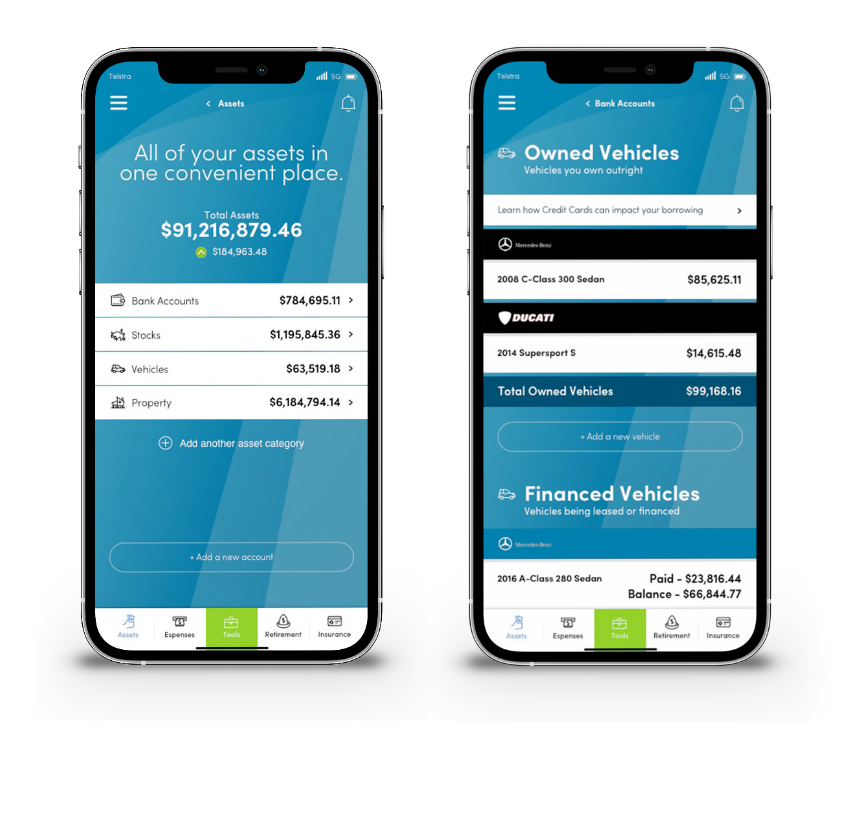 Telstra
5G
< Assets
All of your assets in
one convenient place.
Total Assets
$91,216,879.46
$184,963.48
Bank Accounts $784,695.11 >
Stocks $1,195,845.36 >
Vehicles $63,519.18 >
Property $6,184,794.14 >
Add another asset category
+ Add a new account
Assets Expenses Tools Retirement Insurance
Telstra
5G
< Bank Accounts
Owned Vehicles
Vehicles you own outright
Learn how Credit Cards can impact your borrowing >
Mercedes-Benz
2008 C-Class 300 Sedan $85,625.11
DUCATI
2014 Supersport S $14,615.48
Total Owned Vehicles $99,168.16
+ Add a new vehicle
Financed Vehicles
Vehicles being leased or financed
Mercedes-Benz
2016 A-Class 280 Sedan Paid - $23,816.44
Balance - $66,844.77
Assets Expenses Tools Retirement Insurance